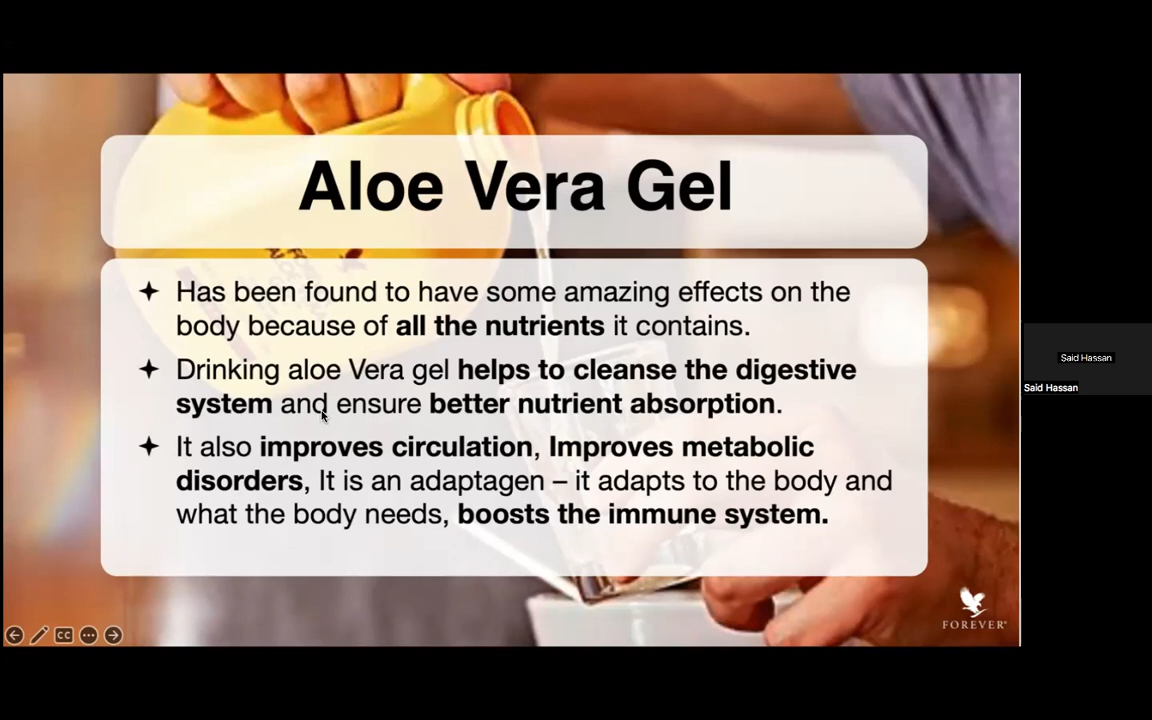 Aloe Vera Gel
Has been found to have some amazing effects on the
body because of all the nutrients it contains.
Drinking aloe Vera gel helps to cleanse the digestive
system and ensure better nutrient absorption.
It also improves circulation, Improves metabolic
disorders, It is an adaptagen – it adapts to the body and
what the body needs, boosts the immune system.
FOREVER®
CC
Said Hassan
Said Hassan